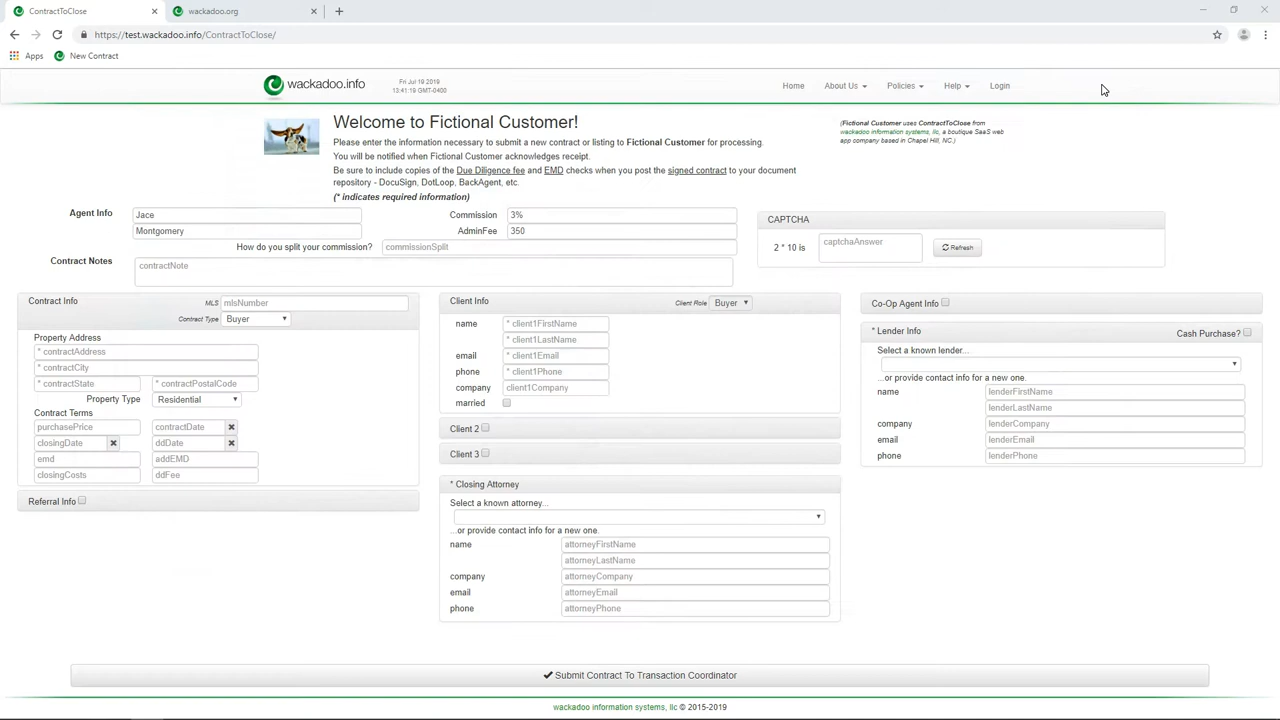 ContractToClose
wackadoo.org
https://test.wackadoo.info/ContractToClose/
Apps
New Contract
wackadoo.info
Fri Jul 19 2019
13:41:19 GMT-0400
Home
About Us
Policies
Help
Login
Welcome to Fictional Customer!
Please enter the information necessary to submit a new contract or listing to Fictional Customer for processing.
You will be notified when Fictional Customer acknowledges receipt.
Be sure to include copies of the Due Diligence fee and EMD checks when you post the signed contract to your document
repository - DocuSign, DotLoop, BackAgent, etc.
(* indicates required information)
(Fictional Customer uses ContractToClose from
wackadoo information systems, llc, a boutique SaaS web
app company based in Chapel Hill, NC.)
Agent Info
Jace
Montgomery
Commission
3%
AdminFee
350
How do you split your commission?
commissionSplit
Contract Notes
contractNote
CAPTCHA
2 * 10 is
captchaAnswer
Refresh
Contract Info
MLS
mlsNumber
Contract Type
Buyer
Property Address
* contractAddress
* contractCity
* contractState
* contractPostalCode
Property Type
Residential
Contract Terms
purchasePrice
contractDate
closingDate
ddDate
emd
addEMD
closingCosts
ddFee
Referral Info
Client Info
Client Role
Buyer
name
* client1FirstName
* client1LastName
email
* client1Email
phone
* client1Phone
company
client1Company
married
Client 2
Client 3
* Closing Attorney
Select a known attorney...
...or provide contact info for a new one.
name
attorneyFirstName
attorneyLastName
company
attorneyCompany
email
attorneyEmail
phone
attorneyPhone
Co-Op Agent Info
* Lender Info
Cash Purchase?
Select a known lender...
...or provide contact info for a new one.
name
lenderFirstName
lenderLastName
company
lenderCompany
email
lenderEmail
phone
lenderPhone
Submit Contract To Transaction Coordinator
wackadoo information systems, llc © 2015-2019